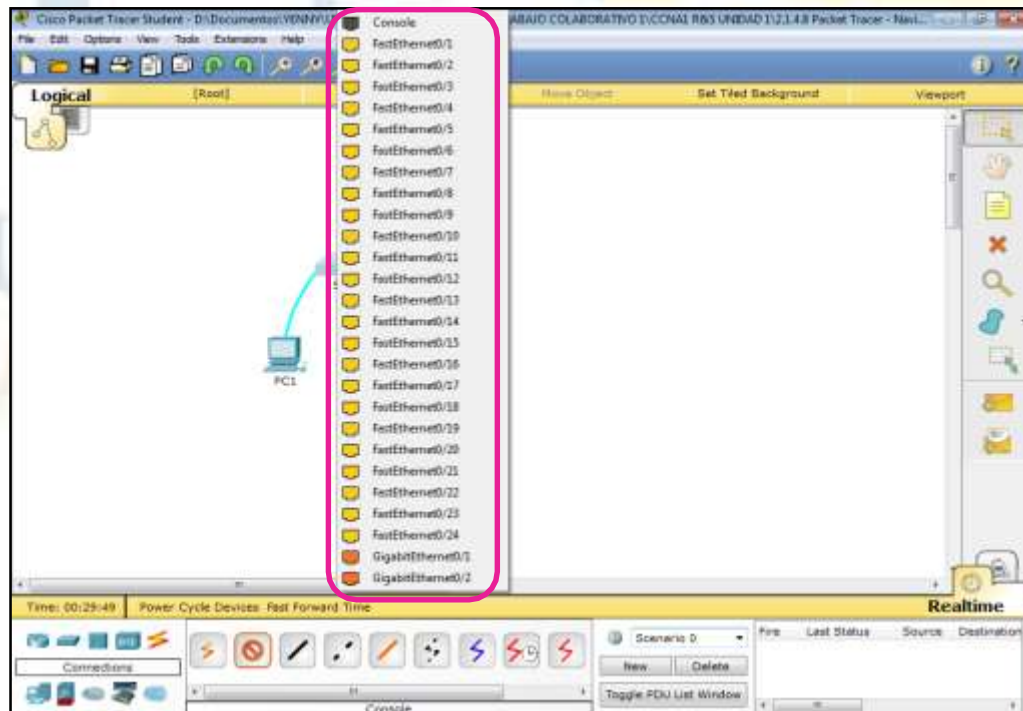 Cisco Packet Tracer Student - D:\Documentos\YENNY\U ABAJO COLABORATIVO 1\CCNA1 R&S UNIDAD 1\2.1.4.8 Packet Tracer - Navi...
File Edit Options View Tools Extensions Help
Logical [Root] Move Object Set Tiled Background Viewport
Console
FastEthernet0/1
FastEthernet0/2
FastEthernet0/3
FastEthernet0/4
FastEthernet0/5
FastEthernet0/6
FastEthernet0/7
FastEthernet0/8
FastEthernet0/9
FastEthernet0/10
FastEthernet0/11
FastEthernet0/12
FastEthernet0/13
FastEthernet0/14
FastEthernet0/15
FastEthernet0/16
FastEthernet0/17
FastEthernet0/18
FastEthernet0/19
FastEthernet0/20
FastEthernet0/21
FastEthernet0/22
FastEthernet0/23
FastEthernet0/24
GigabitEthernet0/1
GigabitEthernet0/2
PC1
Time: 00:29:49 Power Cycle Devices Fast Forward Time Realtime
Connections
Console
Scenario 0
New Delete
Toggle PDU List Window
Fire Last Status Source Destination